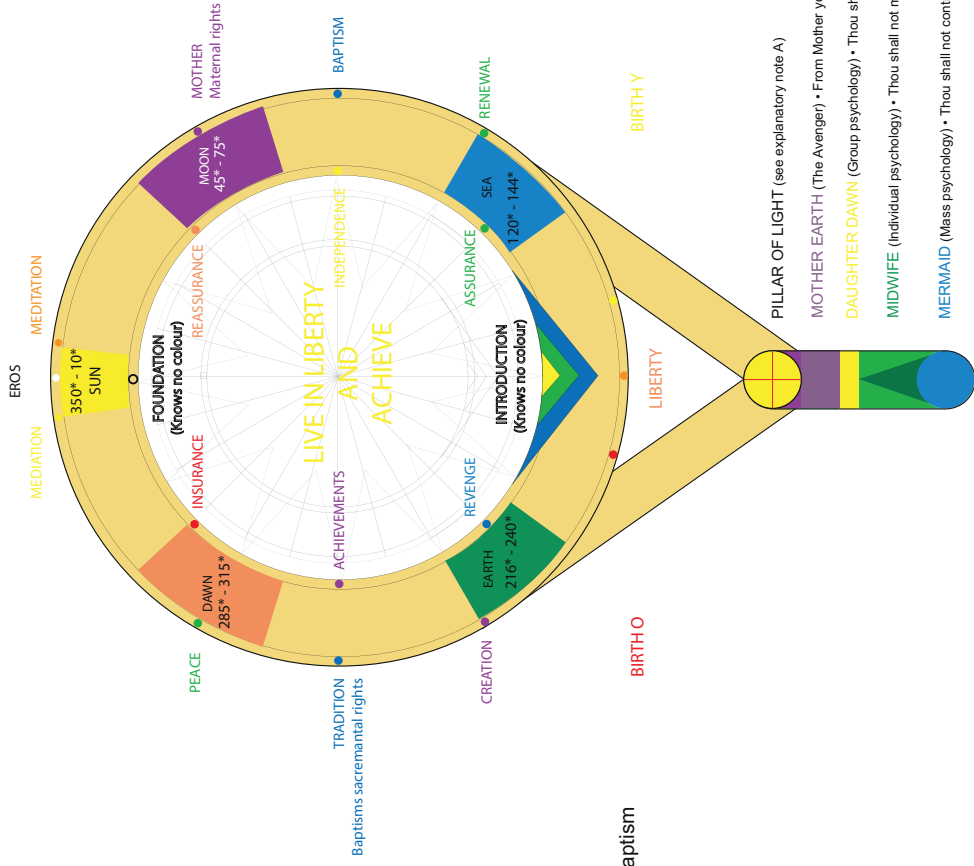 EROS
MEDIATION
MEDITATION
350* - 10*
SUN
MOTHER
Maternal rights
MOON
45* - 75*
PEACE
DAWN
285* - 315*
FOUNDATION
(Knows no colour)
INSURANCE
REASSURANCE
BAPTISM
TRADITION
Baptisms sacremantal rights
ACHIEVEMENTS
INDEPENDENCE
LIVE IN LIBERTY
AND
ACHIEVE
REVENGE
ASSURANCE
INTRODUCTION
(Knows no colour)
RENEWAL
SEA
120* - 144*
CREATION
EARTH
216* - 240*
BIRTH O
LIBERTY
BIRTH Y
aptism
PILLAR OF LIGHT (see explanatory note A)
MOTHER EARTH (The Avenger) • From Mother yo
DAUGHTER DAWN (Group psychology) • Thou sh
MIDWIFE (Individual psychology) • Thou shall not m
MERMAID (Mass psychology) • Thou shall not cont